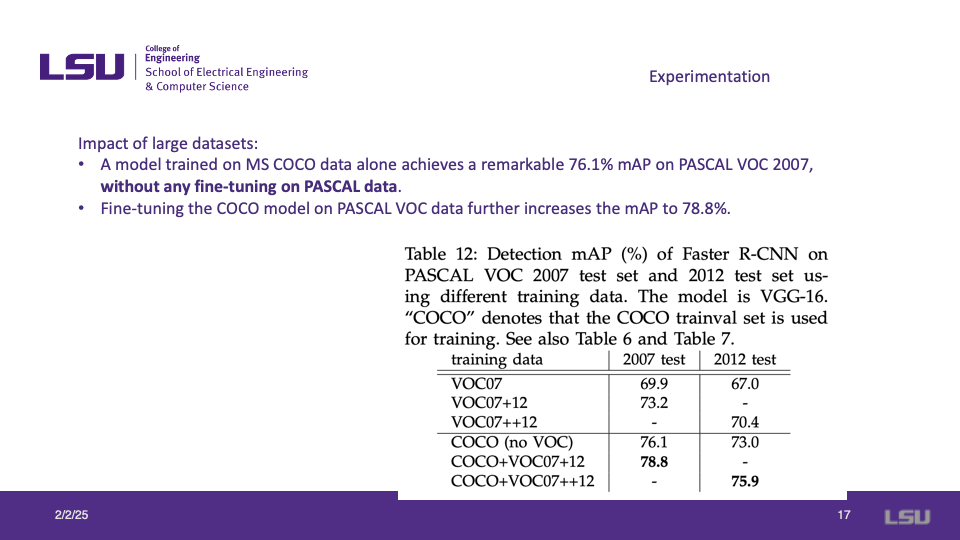 LSU
College of
Engineering
School of Electrical Engineering
& Computer Science
Experimentation
Impact of large datasets:
• A model trained on MS COCO data alone achieves a remarkable 76.1% mAP on PASCAL VOC 2007,
without any fine-tuning on PASCAL data.
• Fine-tuning the COCO model on PASCAL VOC data further increases the mAP to 78.8%.
Table 12: Detection mAP (%) of Faster R-CNN on
PASCAL VOC 2007 test set and 2012 test set us-
ing different training data. The model is VGG-16.
“COCO” denotes that the COCO trainval set is used
for training. See also Table 6 and Table 7.
training data 2007 test 2012 test
VOC07 69.9 67.0
VOC07+12 73.2 -
VOC07++12 - 70.4
COCO (no VOC) 76.1 73.0
COCO+VOC07+12 78.8 -
COCO+VOC07++12 - 75.9
2/2/25 17 LSU